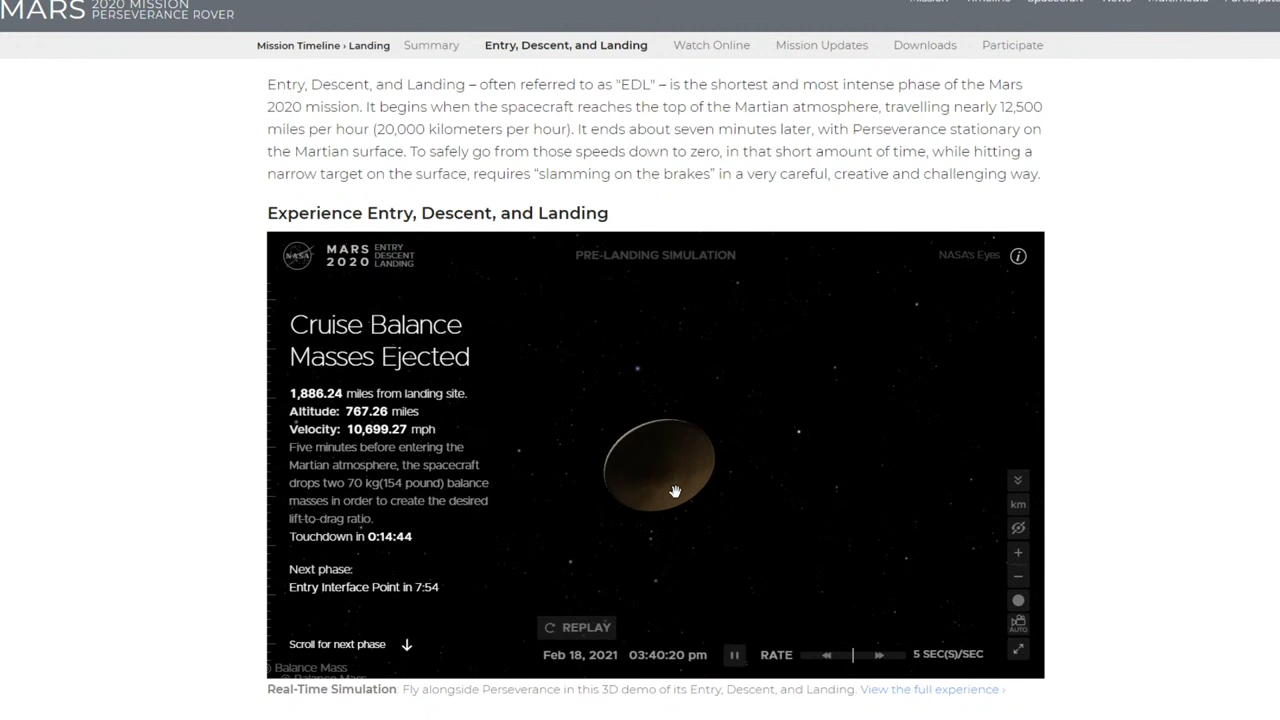 MARS 2020 MISSION
PERSEVERANCE ROVER
Mission Timeline Spacecraft News Multimedia Participate
Mission Timeline › Landing Summary Entry, Descent, and Landing Watch Online Mission Updates Downloads Participate
Entry, Descent, and Landing – often referred to as "EDL" – is the shortest and most intense phase of the Mars
2020 mission. It begins when the spacecraft reaches the top of the Martian atmosphere, travelling nearly 12,500
miles per hour (20,000 kilometers per hour). It ends about seven minutes later, with Perseverance stationary on
the Martian surface. To safely go from those speeds down to zero, in that short amount of time, while hitting a
narrow target on the surface, requires “slamming on the brakes” in a very careful, creative and challenging way.
Experience Entry, Descent, and Landing
NASA
MARS
2020
ENTRY
DESCENT
LANDING
PRE-LANDING SIMULATION
NASA's Eyes
Cruise Balance
Masses Ejected
1,886.24 miles from landing site.
Altitude: 767.26 miles
Velocity: 10,699.27 mph
Five minutes before entering the
Martian atmosphere, the spacecraft
drops two 70 kg(154 pound) balance
masses in order to create the desired
lift-to-drag ratio.
Touchdown in 0:14:44
Next phase:
Entry Interface Point in 7:54
Scroll for next phase
Balance Mass
Balance Mass
km
AUTO
REPLAY
Feb 18, 2021 03:40:20 pm RATE 5 SEC(S)/SEC
Real-Time Simulation: Fly alongside Perseverance in this 3D demo of its Entry, Descent, and Landing. View the full experience ›